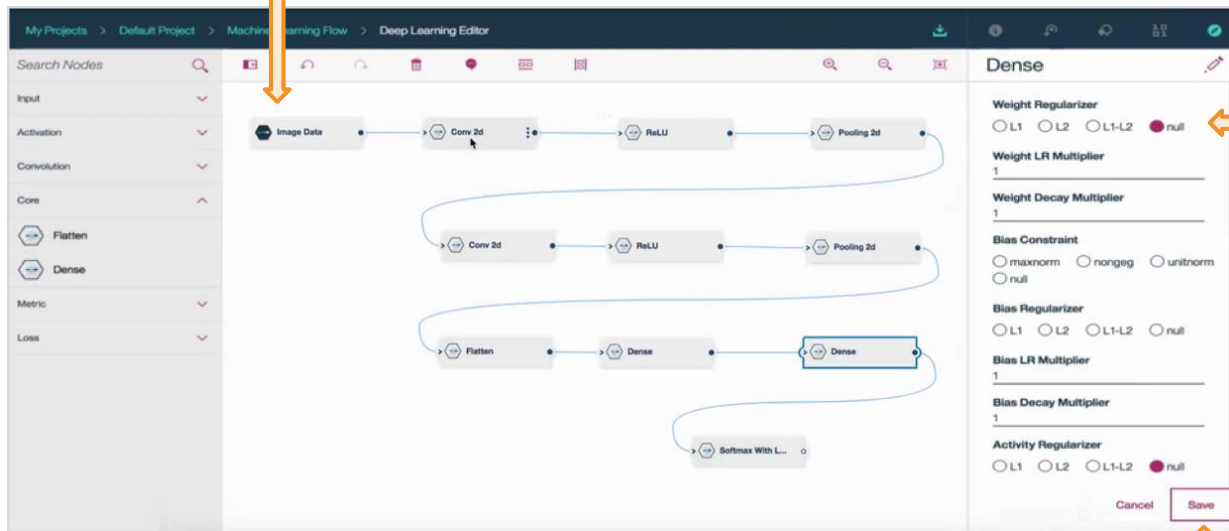 My Projects > Default Project > Machine Learning Flow > Deep Learning Editor
Search Nodes
Input
Activation
Convolution
Core
Flatten
Dense
Metric
Loss
Image Data
Conv 2d
ReLU
Pooling 2d
Conv 2d
ReLU
Pooling 2d
Flatten
Dense
Dense
Softmax With L...
Dense
Weight Regularizer
L1 L2 L1-L2 null
Weight LR Multiplier
1
Weight Decay Multiplier
1
Bias Constraint
maxnorm nongeg unitnorm
null
Bias Regularizer
L1 L2 L1-L2 null
Bias LR Multiplier
1
Bias Decay Multiplier
1
Activity Regularizer
L1 L2 L1-L2 null
Cancel Save